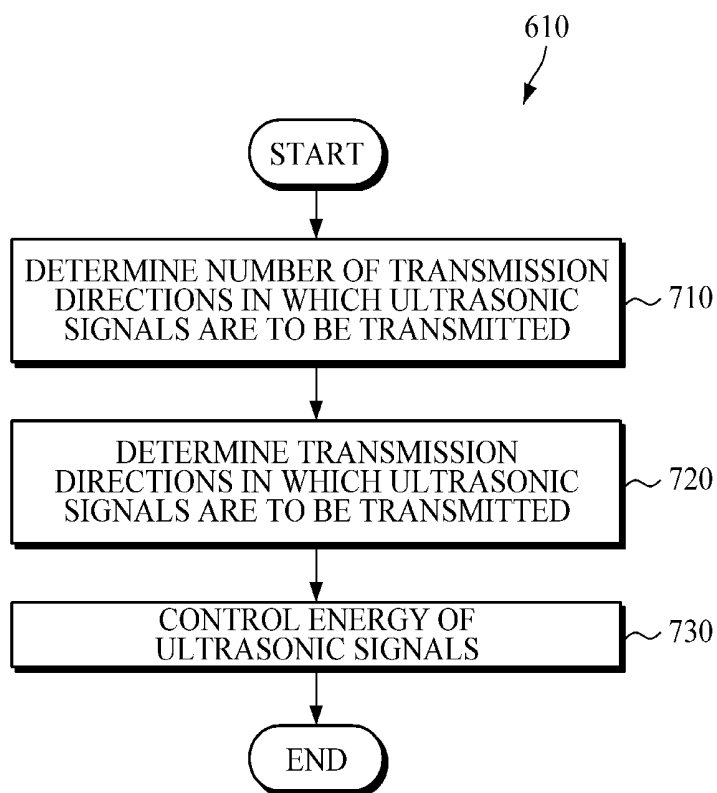 610
START
DETERMINE NUMBER OF TRANSMISSION
DIRECTIONS IN WHICH ULTRASONIC
SIGNALS ARE TO BE TRANSMITTED
710
DETERMINE TRANSMISSION
DIRECTIONS IN WHICH ULTRASONIC
SIGNALS ARE TO BE TRANSMITTED
720
CONTROL ENERGY OF
ULTRASONIC SIGNALS
730
END